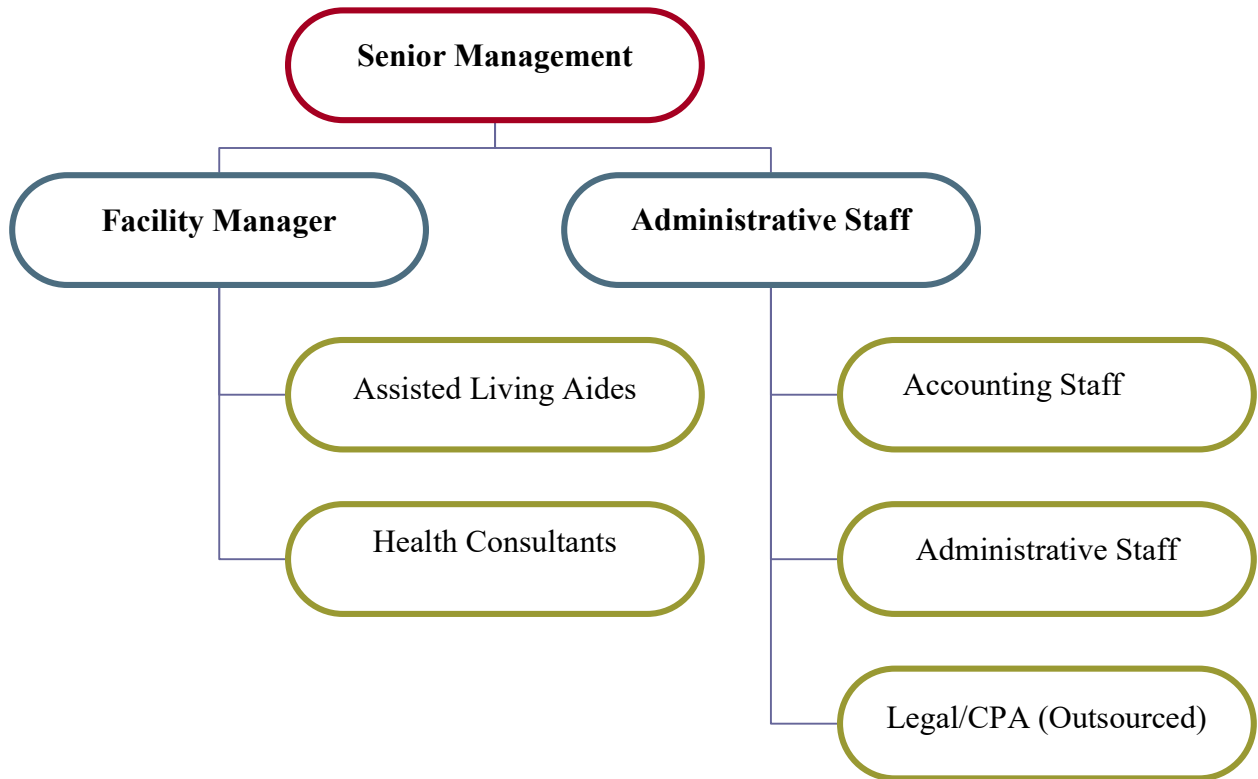 Senior Management
Facility Manager
Administrative Staff
Assisted Living Aides
Accounting Staff
Health Consultants
Administrative Staff
Legal/CPA (Outsourced)